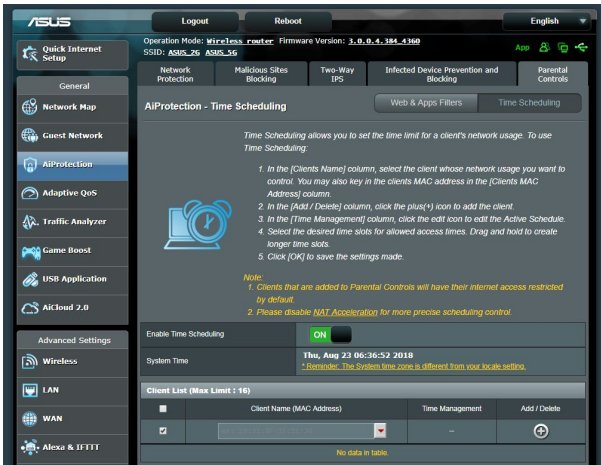 ASUS
Logout
Reboot
English
Quick Internet
Setup
Operation Mode: Wireless router Firmware Version: 3.0.0.4.384_4360
SSID: ASUS_2G ASUS_5G
App
General
Network Map
Guest Network
AiProtection
Adaptive QoS
Traffic Analyzer
Game Boost
USB Application
AiCloud 2.0
Advanced Settings
Wireless
LAN
WAN
Alexa & IFTTT
Network
Protection
Malicious Sites
Blocking
Two-Way
IPS
Infected Device Prevention and
Blocking
Parental
Controls
AiProtection - Time Scheduling
Web & Apps Filters
Time Scheduling
Time Scheduling allows you to set the time limit for a client's network usage. To use
Time Scheduling:
1. In the [Clients Name] column, select the client whose network usage you want to
control. You may also key in the clients MAC address in the [Clients MAC
Address] column.
2. In the [Add / Delete] column, click the plus(+) icon to add the client.
3. In the [Time Management] column, click the edit icon to edit the Active Schedule.
4. Select the desired time slots for allowed access times. Drag and hold to create
longer time slots.
5. Click [OK] to save the settings made.
Note:
1. Clients that are added to Parental Controls will have their internet access restricted
by default.
2. Please disable NAT Acceleration for more precise scheduling control.
Enable Time Scheduling
ON
System Time
Thu, Aug 23 06:36:52 2018
* Reminder: The System time zone is different from your locale setting.
Client List (Max Limit : 16)
Client Name (MAC Address)
Time Management
Add / Delete
--
No data in table.